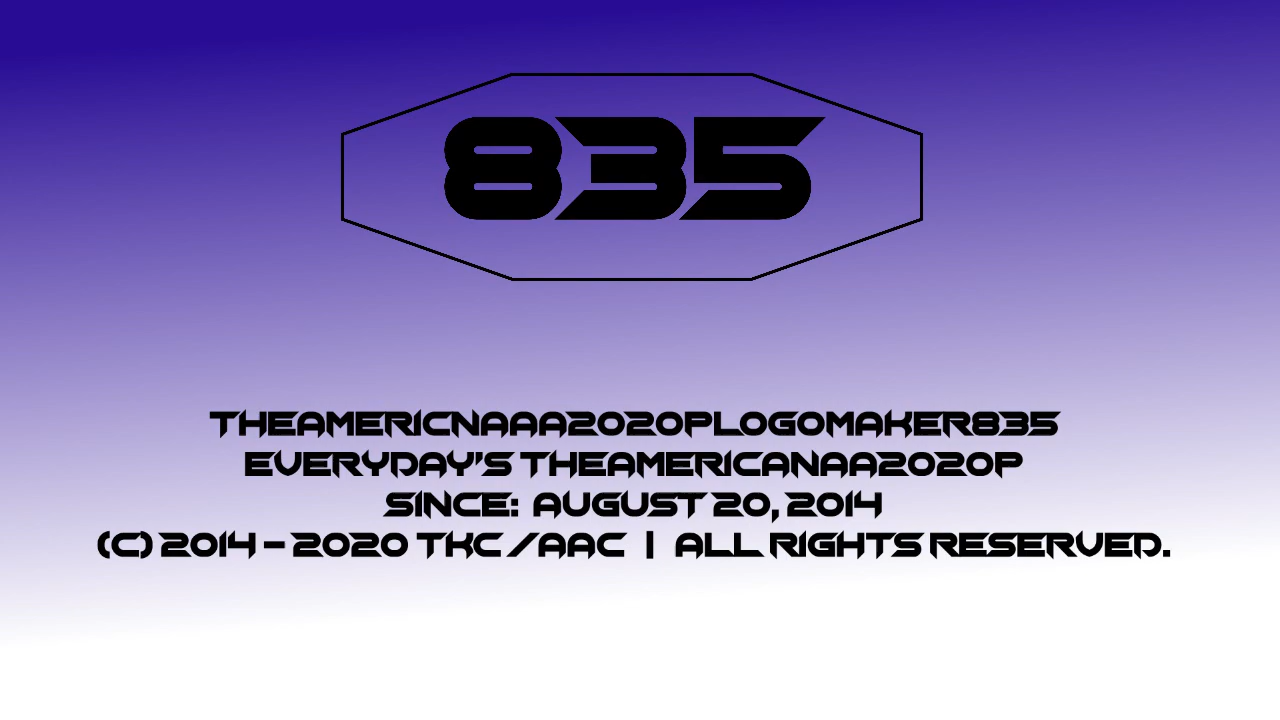 835
THEAMERICNAAA2020PLOGOMAKER835
EVERYDAY'S THEAMERICANAA2020P
SINCE: AUGUST 20, 2014
(C) 2014 - 2020 TKC /AAC | ALL RIGHTS RESERVED.